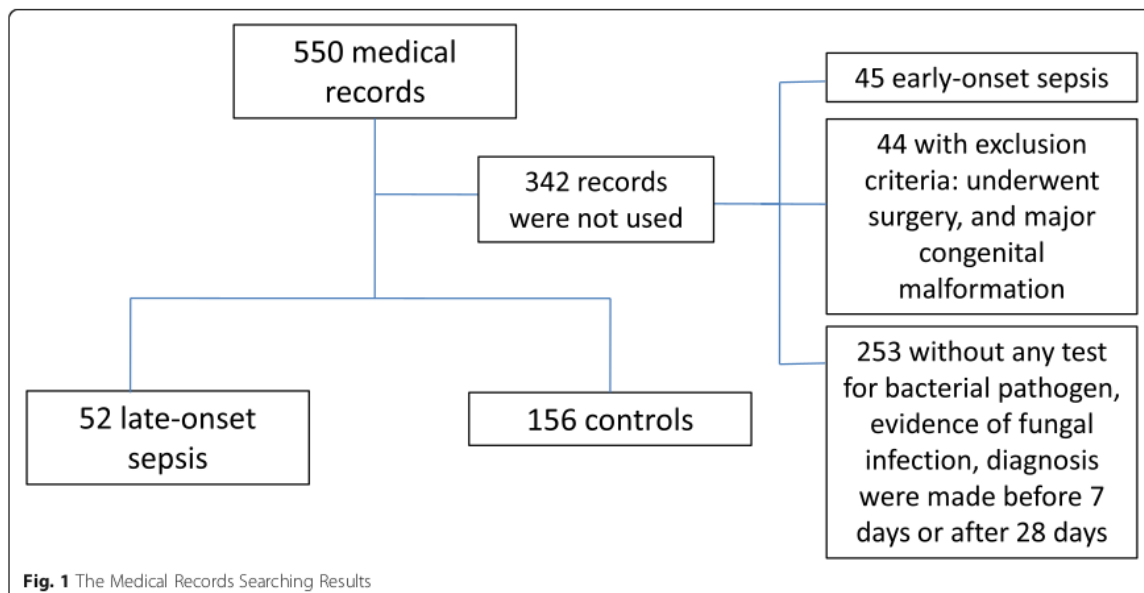 550 medical
records
342 records
were not used
45 early-onset sepsis
44 with exclusion
criteria: underwent
surgery, and major
congenital
malformation
253 without any test
for bacterial pathogen,
evidence of fungal
infection, diagnosis
were made before 7
days or after 28 days
52 late-onset
sepsis
156 controls
Fig. 1 The Medical Records Searching Results